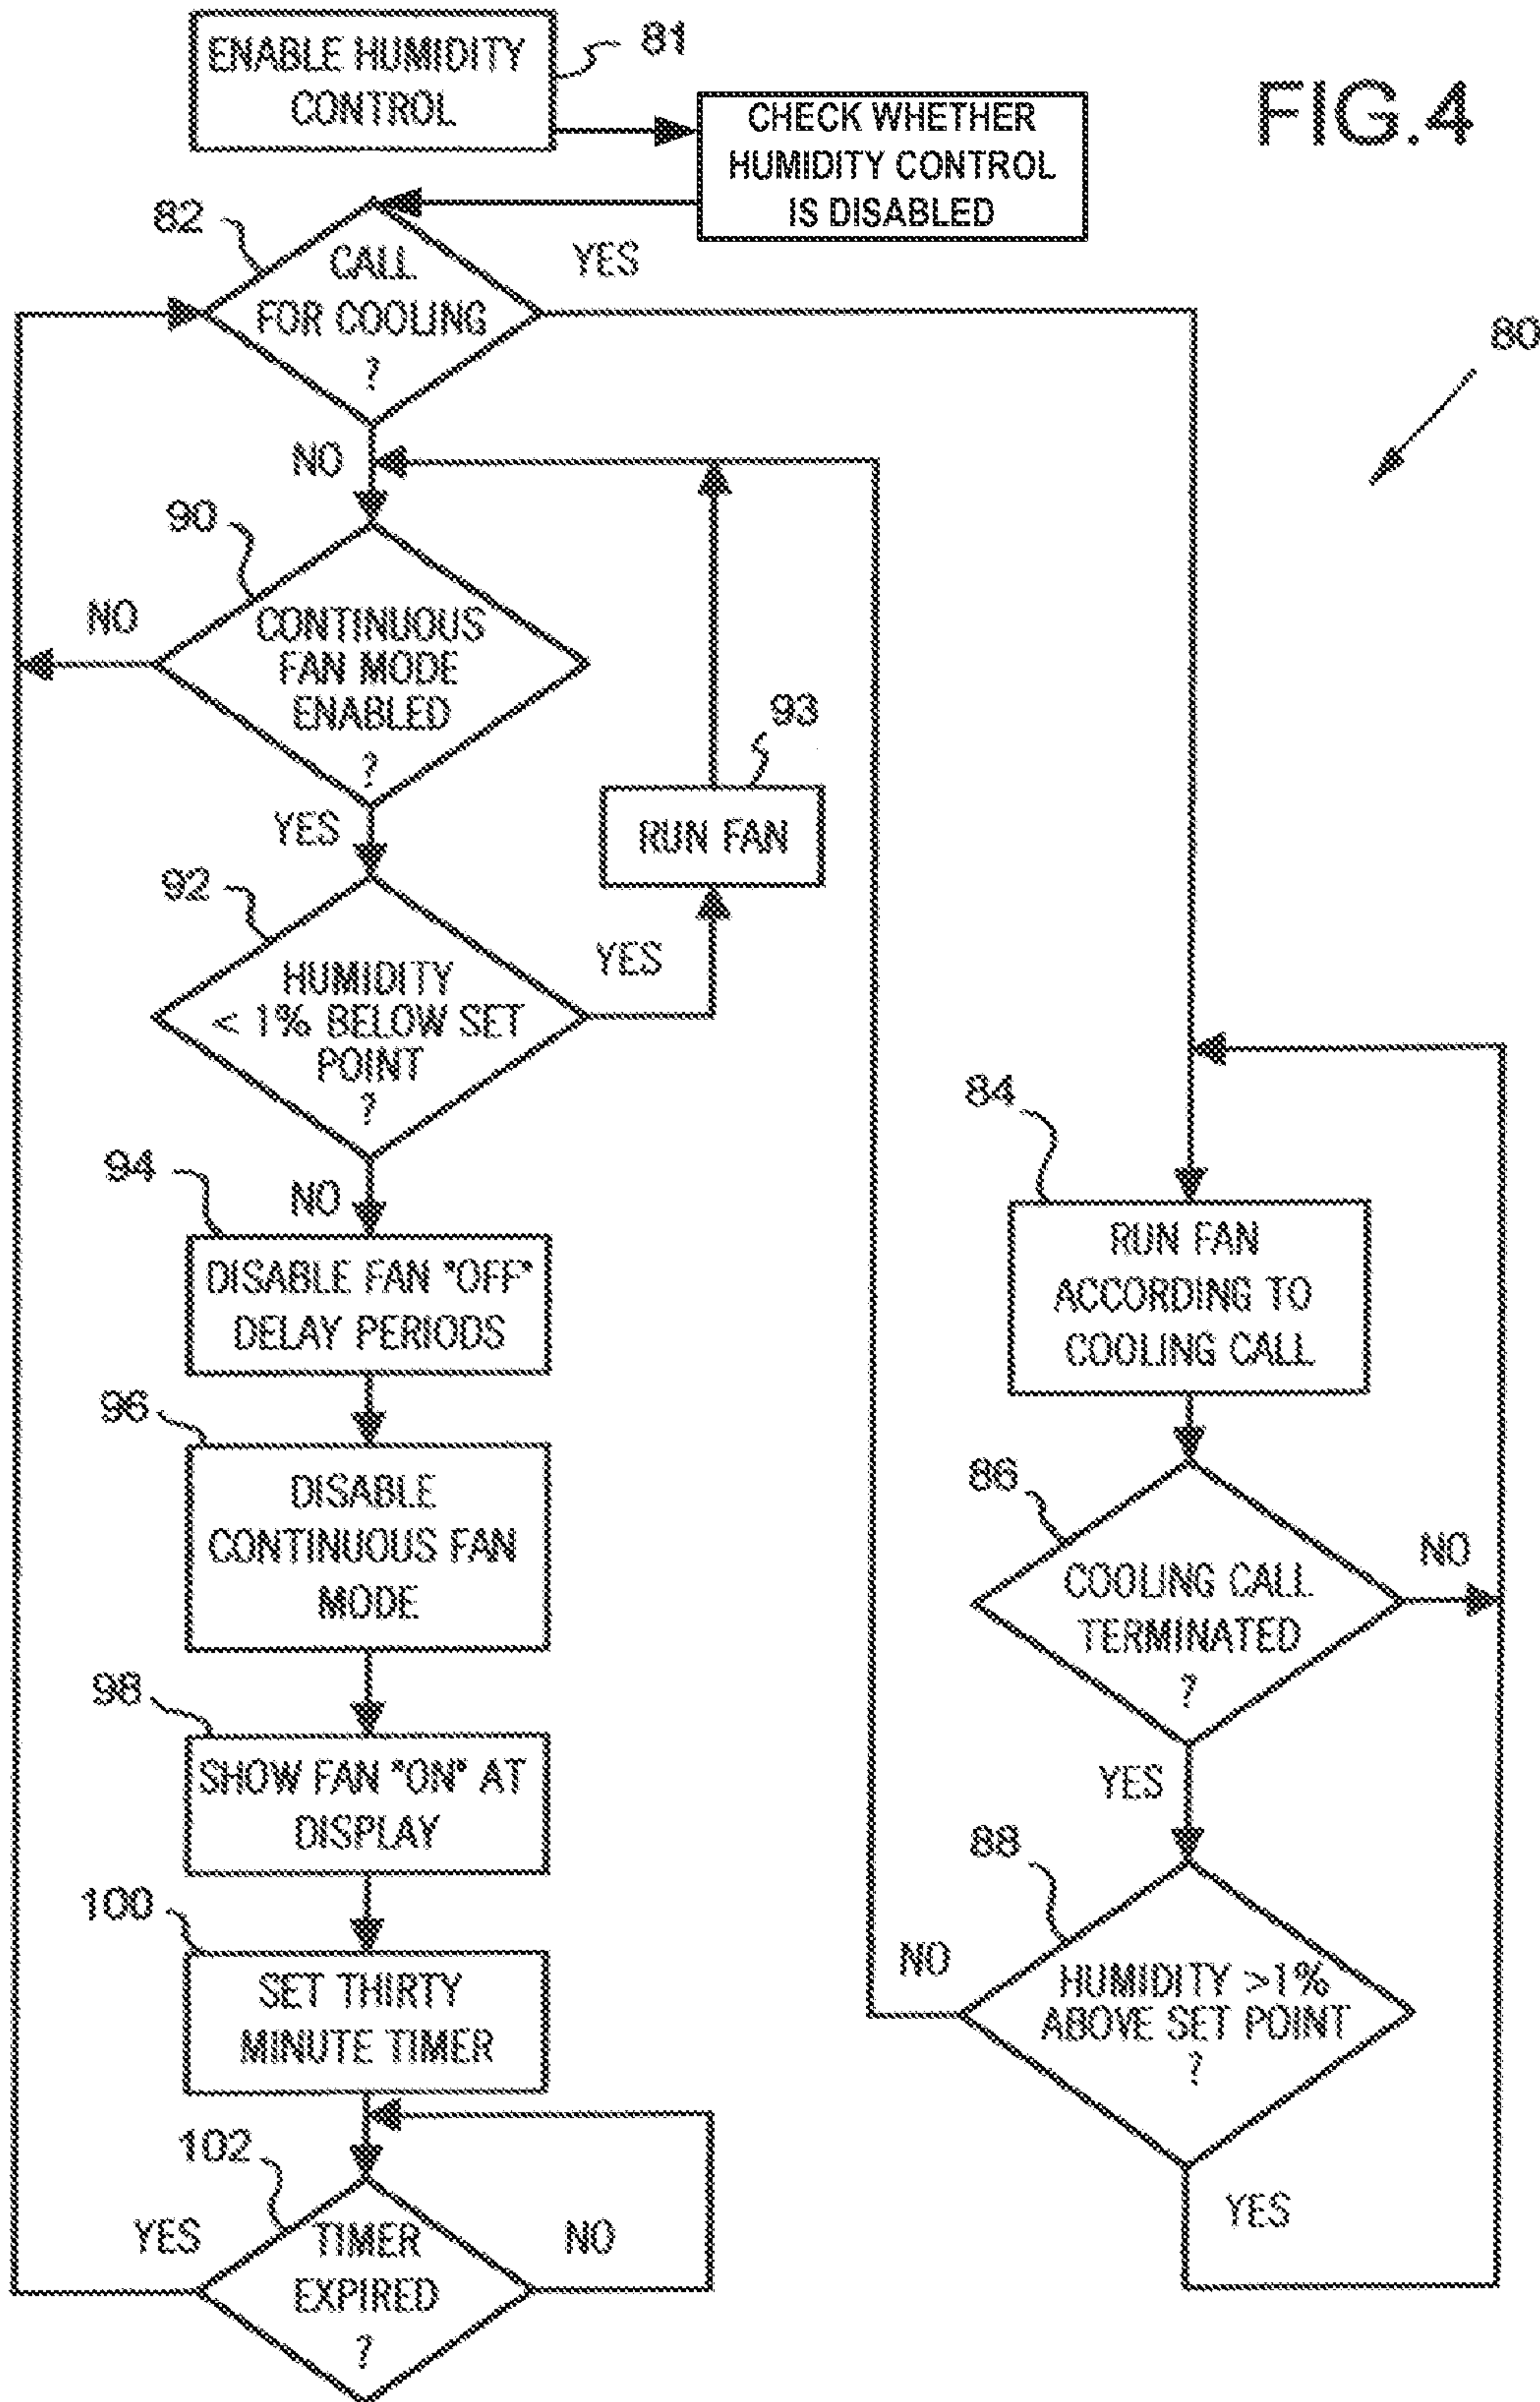 FIG.4
80
ENABLE HUMIDITY
CONTROL
81
CHECK WHETHER
HUMIDITY CONTROL
IS DISABLED
82
CALL
FOR COOLING
?
YES
NO
90
CONTINUOUS
FAN MODE
ENABLED
?
NO
YES
93
RUN FAN
92
HUMIDITY
< 1% BELOW SET
POINT
?
YES
NO
94
DISABLE FAN "OFF"
DELAY PERIODS
96
DISABLE
CONTINUOUS FAN
MODE
98
SHOW FAN "ON" AT
DISPLAY
100
SET THIRTY
MINUTE TIMER
102
TIMER
EXPIRED
?
YES
NO
84
RUN FAN
ACCORDING TO
COOLING CALL
86
COOLING CALL
TERMINATED
?
NO
YES
88
HUMIDITY >1%
ABOVE SET POINT
?
NO
YES